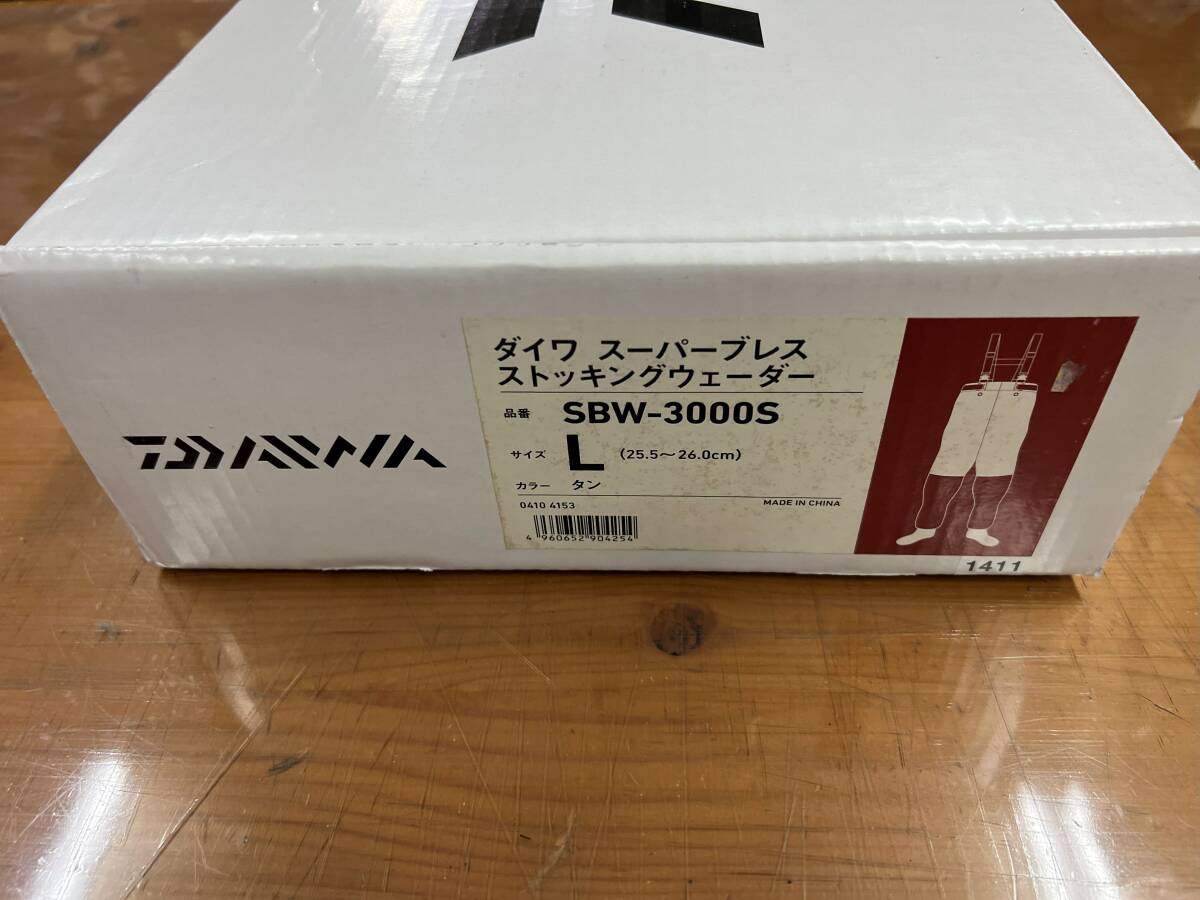 DAIWA
ダイワ スーパーブレス
ストッキングウェーダー
品番 SBW-3000S
サイズ L (25.5～26.0cm)
カラー タン
0410 4153 MADE IN CHINA
4 960652 904254
1411